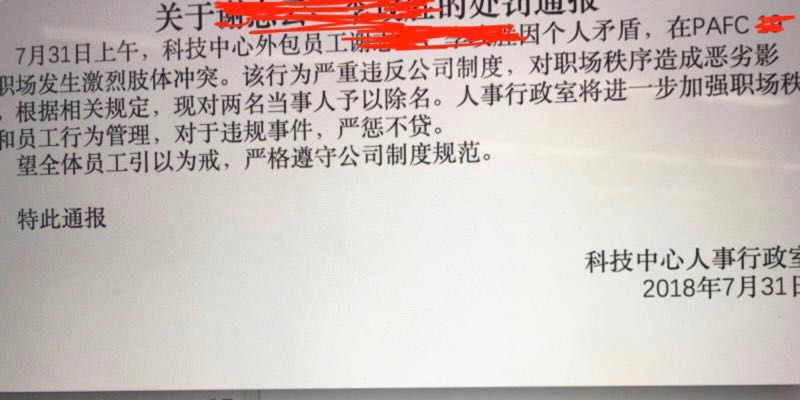 关于的处罚通报
7月31日上午，科技中心外包员工因个人矛盾，在PAFC
职场发生激烈肢体冲突。该行为严重违反公司制度，对职场秩序造成恶劣影
，根据相关规定，现对两名当事人予以除名。人事行政室将进一步加强职场秩
和员工行为管理，对于违规事件，严惩不贷。
望全体员工引以为戒，严格遵守公司制度规范。
特此通报
科技中心人事行政室
2018年7月31日